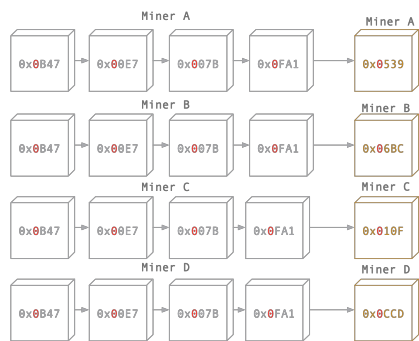 Miner A
Miner A
0x0B47 0x00E7 0x007B 0x0FA1 0x0539
Miner B
Miner B
0x0B47 0x00E7 0x007B 0x0FA1 0x06BC
Miner C
Miner C
0x0B47 0x00E7 0x007B 0x0FA1 0x010F
Miner D
Miner D
0x0B47 0x00E7 0x007B 0x0FA1 0x0CCD